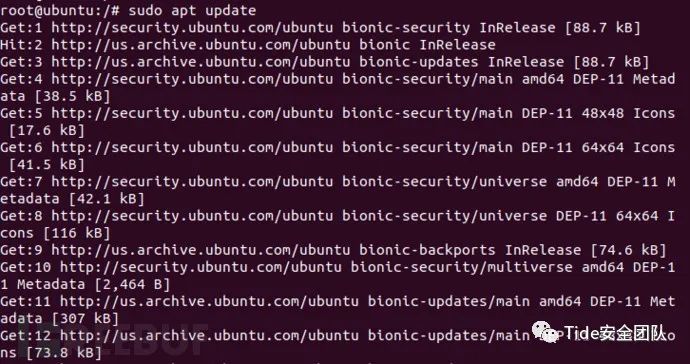 root@ubuntu:/# sudo apt update
Get:1 http://security.ubuntu.com/ubuntu bionic-security InRelease [88.7 kB]
Hit:2 http://us.archive.ubuntu.com/ubuntu bionic InRelease
Get:3 http://us.archive.ubuntu.com/ubuntu bionic-updates InRelease [88.7 kB]
Get:4 http://security.ubuntu.com/ubuntu bionic-security/main amd64 DEP-11 Metad
ata [38.5 kB]
Get:5 http://security.ubuntu.com/ubuntu bionic-security/main DEP-11 48x48 Icons
 [17.6 kB]
Get:6 http://security.ubuntu.com/ubuntu bionic-security/main DEP-11 64x64 Icons
 [41.5 kB]
Get:7 http://security.ubuntu.com/ubuntu bionic-security/universe amd64 DEP-11 M
etadata [42.1 kB]
Get:8 http://security.ubuntu.com/ubuntu bionic-security/universe DEP-11 64x64 I
cons [116 kB]
Get:9 http://us.archive.ubuntu.com/ubuntu bionic-backports InRelease [74.6 kB]
Get:10 http://security.ubuntu.com/ubuntu bionic-security/multiverse amd64 DEP-1
1 Metadata [2,464 B]
Get:11 http://us.archive.ubuntu.com/ubuntu bionic-updates/main amd64 DEP-11 Met
adata [307 kB]
Get:12 http://us.archive.ubuntu.com/ubuntu bionic-updates/main
ons [73.8 kB]
Tide安全团队